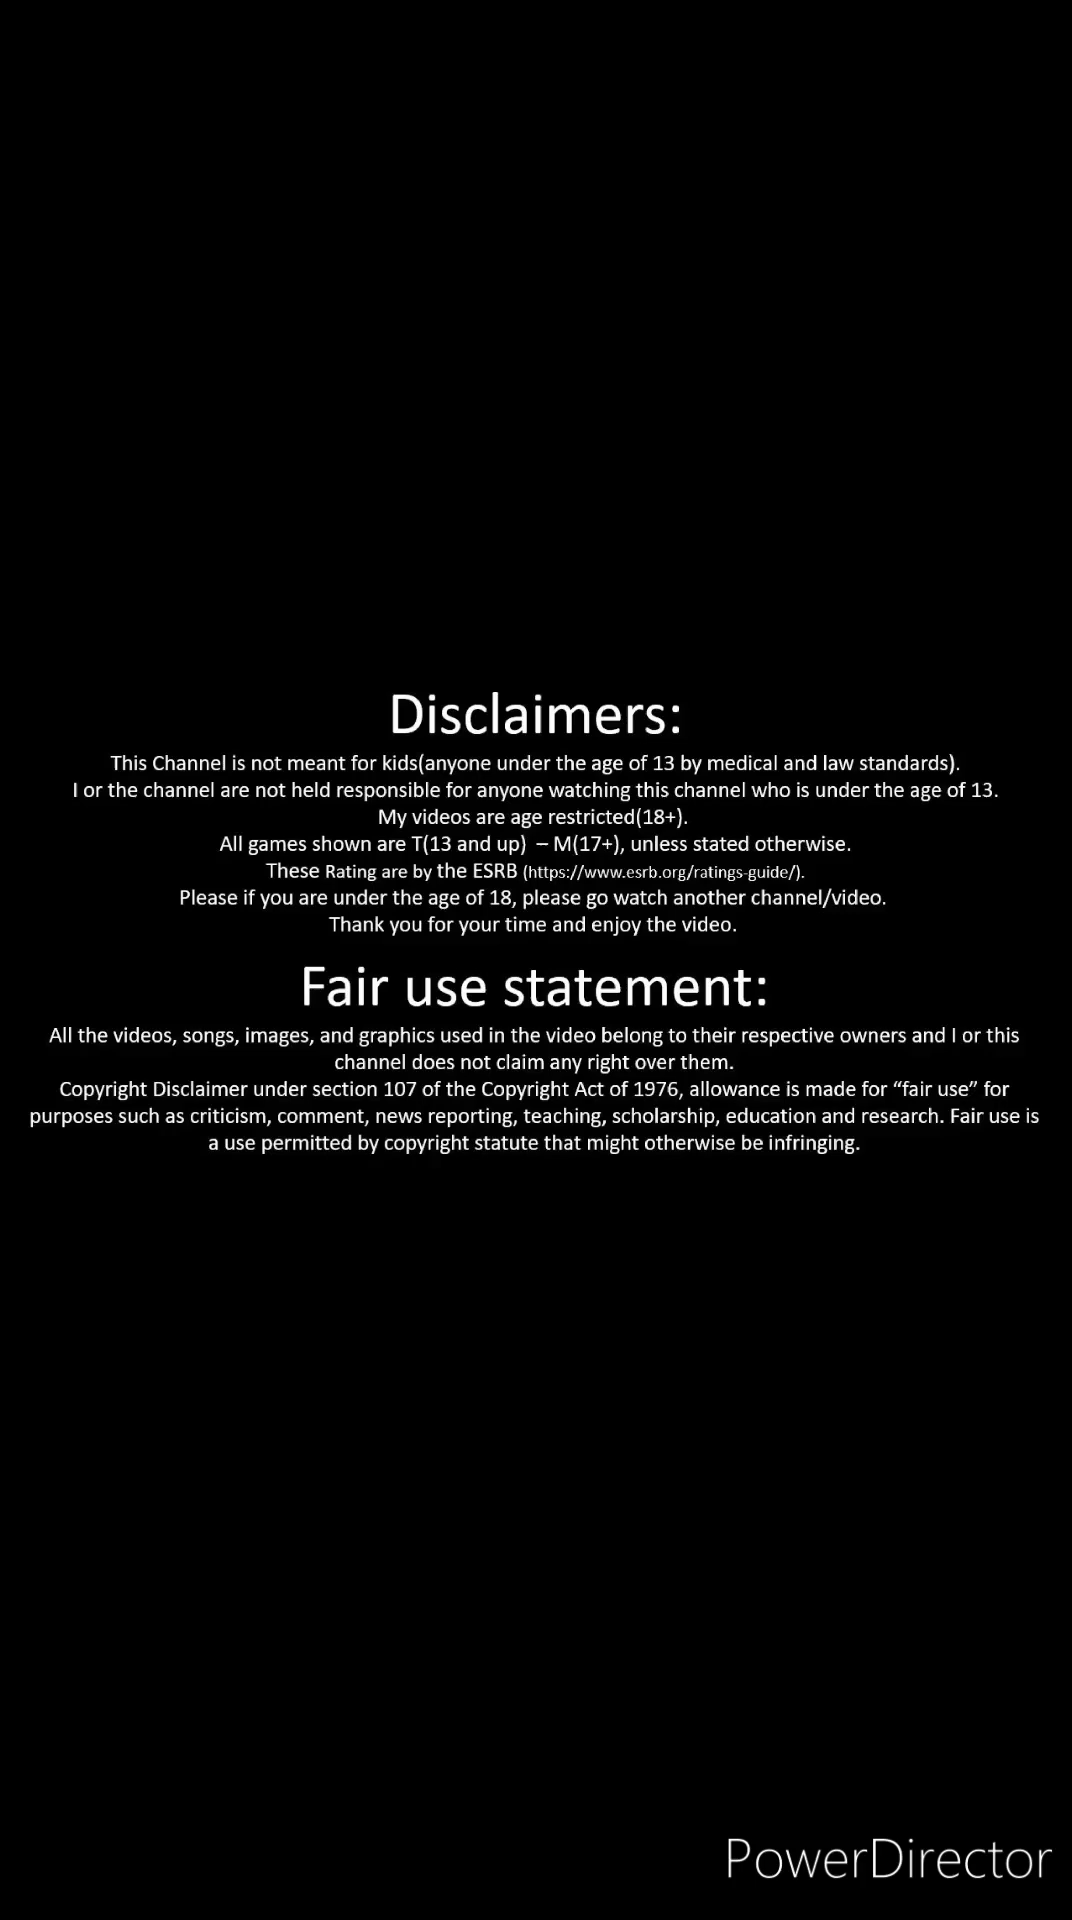 Disclaimers:
This Channel is not meant for kids(anyone under the age of 13 by medical and law standards).
I or the channel are not held responsible for anyone watching this channel who is under the age of 13.
My videos are age restricted(18+).
All games shown are T(13 and up)  – M(17+), unless stated otherwise.
These Rating are by the ESRB (https://www.esrb.org/ratings-guide/).
Please if you are under the age of 18, please go watch another channel/video.
Thank you for your time and enjoy the video.
Fair use statement:
All the videos, songs, images, and graphics used in the video belong to their respective owners and I or this
channel does not claim any right over them.
Copyright Disclaimer under section 107 of the Copyright Act of 1976, allowance is made for “fair use” for
purposes such as criticism, comment, news reporting, teaching, scholarship, education and research. Fair use is
a use permitted by copyright statute that might otherwise be infringing.
PowerDirector